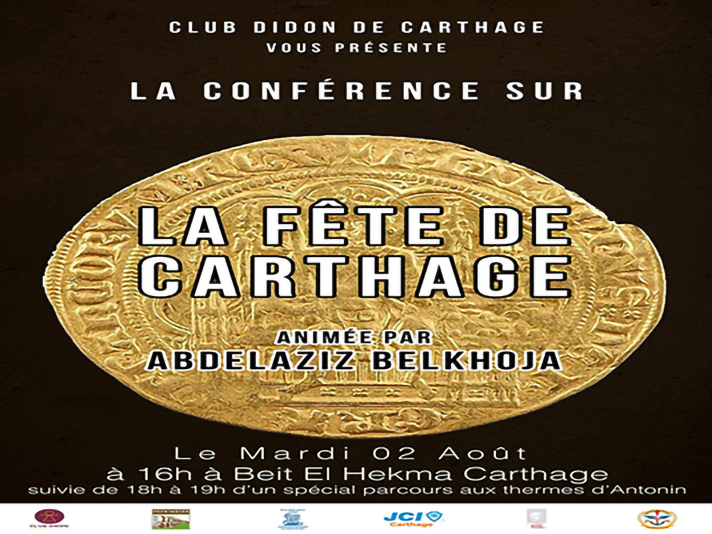 CLUB DIDON DE CARTHAGE
VOUS PRÉSENTE
LA CONFÉRENCE SUR
LA FÊTE DE
CARTHAGE
ANIMÉE PAR
ABDELAZIZ BELKHOJA
Le Mardi 02 Août
à 16h à Beit El Hekma Carthage
suivie de 18h à 19h d'un spécial parcours aux thermes d'Antonin
CLUB DIDON
JCI
Carthage